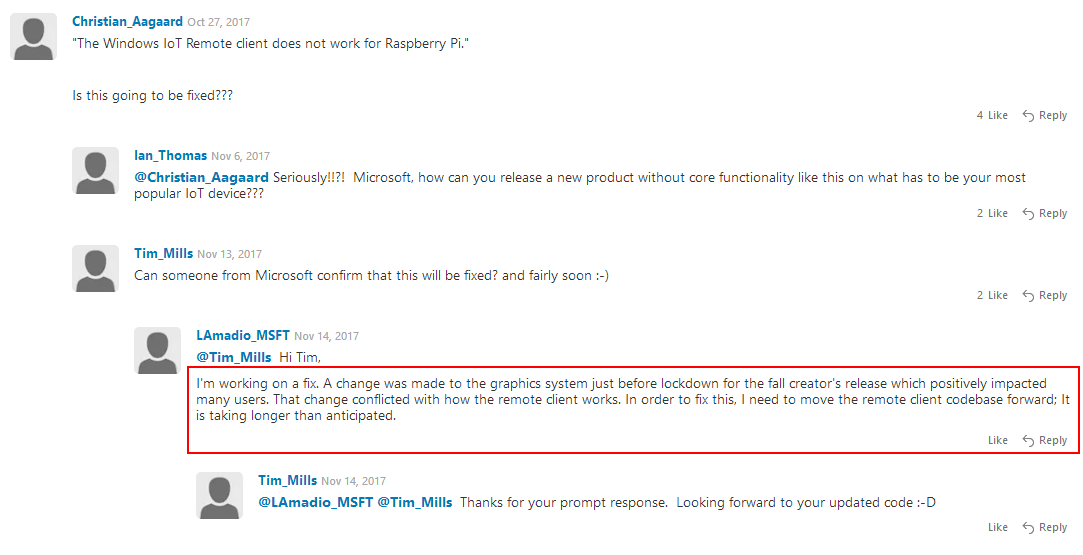 Christian_Aagaard Oct 27, 2017
"The Windows IoT Remote client does not work for Raspberry Pi."
Is this going to be fixed???
4 Like Reply
Ian_Thomas Nov 6, 2017
@Christian_Aagaard Seriously!!?!  Microsoft, how can you release a new product without core functionality like this on what has to be your most
popular IoT device???
2 Like Reply
Tim_Mills Nov 13, 2017
Can someone from Microsoft confirm that this will be fixed? and fairly soon :-)
2 Like Reply
LAmadio_MSFT Nov 14, 2017
@Tim_Mills  Hi Tim,
I'm working on a fix. A change was made to the graphics system just before lockdown for the fall creator's release which positively impacted
many users. That change conflicted with how the remote client works. In order to fix this, I need to move the remote client codebase forward; It
is taking longer than anticipated.
Like Reply
Tim_Mills Nov 14, 2017
@LAmadio_MSFT @Tim_Mills  Thanks for your prompt response.  Looking forward to your updated code :-D
Like Reply